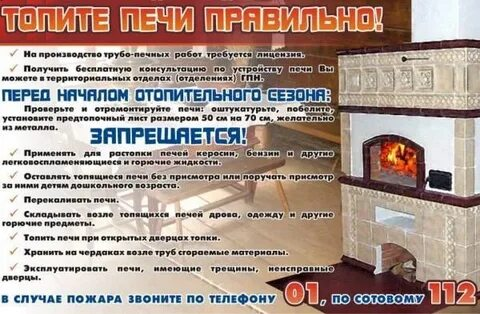 ТОПИТЕ ПЕЧИ ПРАВИЛЬНО!
✓ На производство трубо-печных работ требуется лицензия.
✓ Получить бесплатную консультацию по устройству печи Вы
можете в территориальных отделах (отделениях) ГПН.
ПЕРЕД НАЧАЛОМ ОТОПИТЕЛЬНОГО СЕЗОНА:
Проверьте и отремонтируйте печи: оштукатурьте, побелите,
установите предтопочный лист размером 50 см на 70 см, желательно
из металла.
ЗАПРЕЩАЕТСЯ!
✓ Применять для растопки печей керосин, бензин и другие
легковоспламеняющиеся и горючие жидкости.
✓ Оставлять топящиеся печи без присмотра или поручать присмотр
за ними детям дошкольного возраста.
✓ Перекаливать печи.
✓ Складывать возле топящихся печей дрова, одежду и другие
горючие предметы.
✓ Топить печи при открытых дверцах топки.
✓ Хранить на чердаках возле труб сгораемые материалы.
✓ Эксплуатировать печи, имеющие трещины, неисправные
дверцы.
В СЛУЧАЕ ПОЖАРА ЗВОНИТЕ ПО ТЕЛЕФОНУ 01, ПО СОТОВОМУ 112